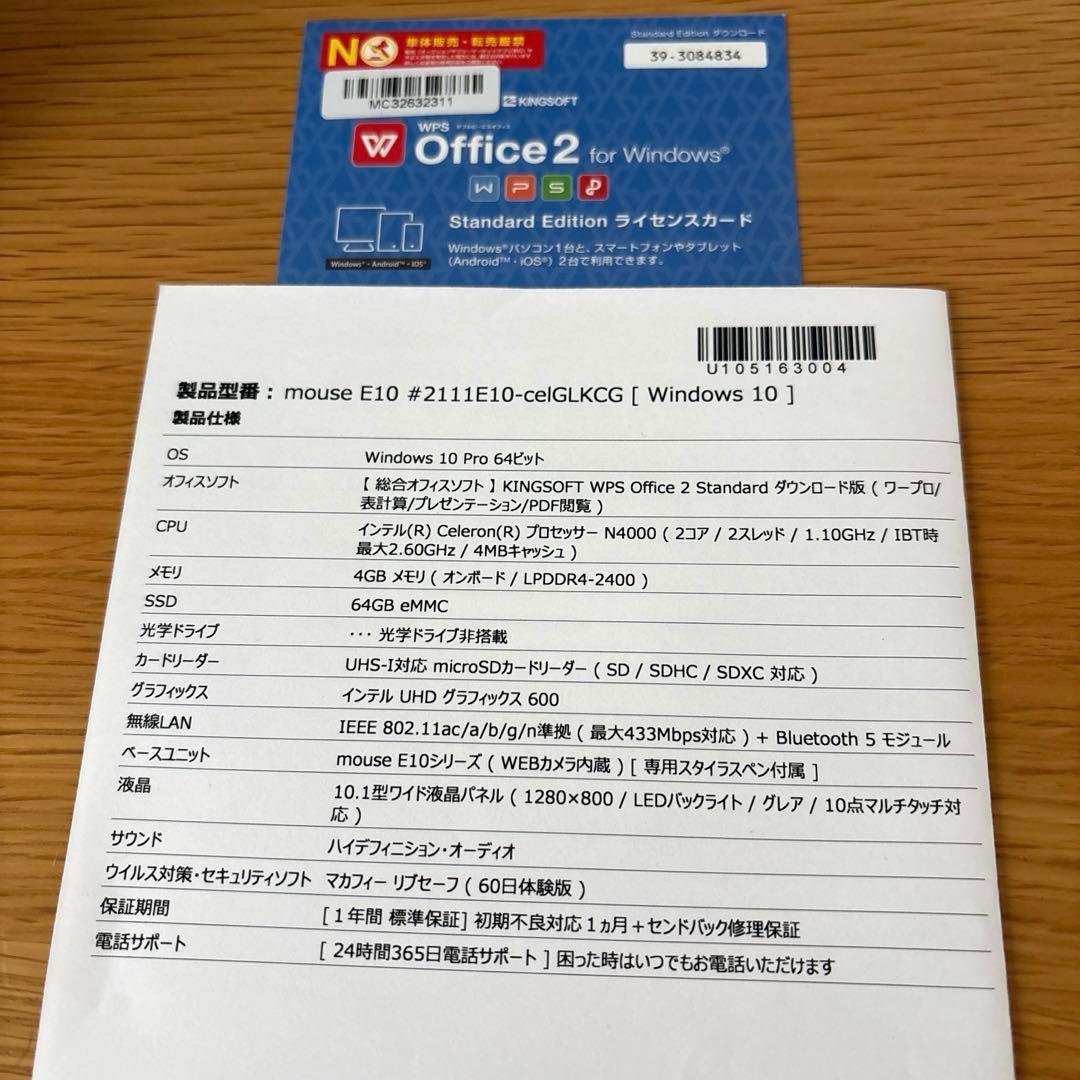 NO 単体販売・転売厳禁
Standard Edition ダウンロード
39-3084834
MC32632311
KINGSOFT
WPS ダブルピーエスオフィス
Office2 for Windows®
W P S
Standard Edition ライセンスカード
Windows®パソコン1台と、スマートフォンやタブレット
(Android™・iOS®) 2台で利用できます。
Windows®・Android™・iOS®
U105163004
製品型番： mouse E10 #2111E10-celGLKCG [ Windows 10 ]
製品仕様
OS Windows 10 Pro 64ビット
オフィスソフト 【 総合オフィスソフト 】 KINGSOFT WPS Office 2 Standard ダウンロード版 ( ワープロ/
表計算/プレゼンテーション/PDF閲覧 )
CPU インテル(R) Celeron(R) プロセッサー N4000 ( 2コア / 2スレッド / 1.10GHz / IBT時
最大2.60GHz / 4MBキャッシュ )
メモリ 4GB メモリ ( オンボード / LPDDR4-2400 )
SSD 64GB eMMC
光学ドライブ ･･･ 光学ドライブ非搭載
カードリーダー UHS-I対応 microSDカードリーダー ( SD / SDHC / SDXC 対応 )
グラフィックス インテル UHD グラフィックス 600
無線LAN IEEE 802.11ac/a/b/g/n準拠 ( 最大433Mbps対応 ) + Bluetooth 5 モジュール
ベースユニット mouse E10シリーズ ( WEBカメラ内蔵 ) [ 専用スタイラスペン付属 ]
液晶 10.1型ワイド液晶パネル ( 1280×800 / LEDバックライト / グレア / 10点マルチタッチ対
応 )
サウンド ハイデフィニション・オーディオ
ウイルス対策・セキュリティソフト マカフィー リブセーフ ( 60日体験版 )
保証期間 [ 1年間 標準保証] 初期不良対応 1ヵ月＋センドバック修理保証
電話サポート [ 24時間365日電話サポート ] 困った時はいつでもお電話いただけます